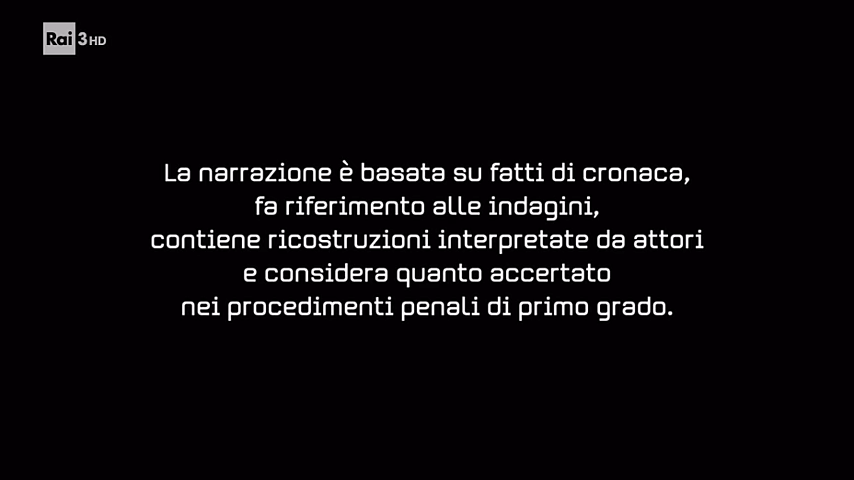 Rai 3HD
La narrazione è basata su fatti di cronaca,
fa riferimento alle indagini,
contiene ricostruzioni interpretate da attori
e considera quanto accertato
nei procedimenti penali di primo grado.